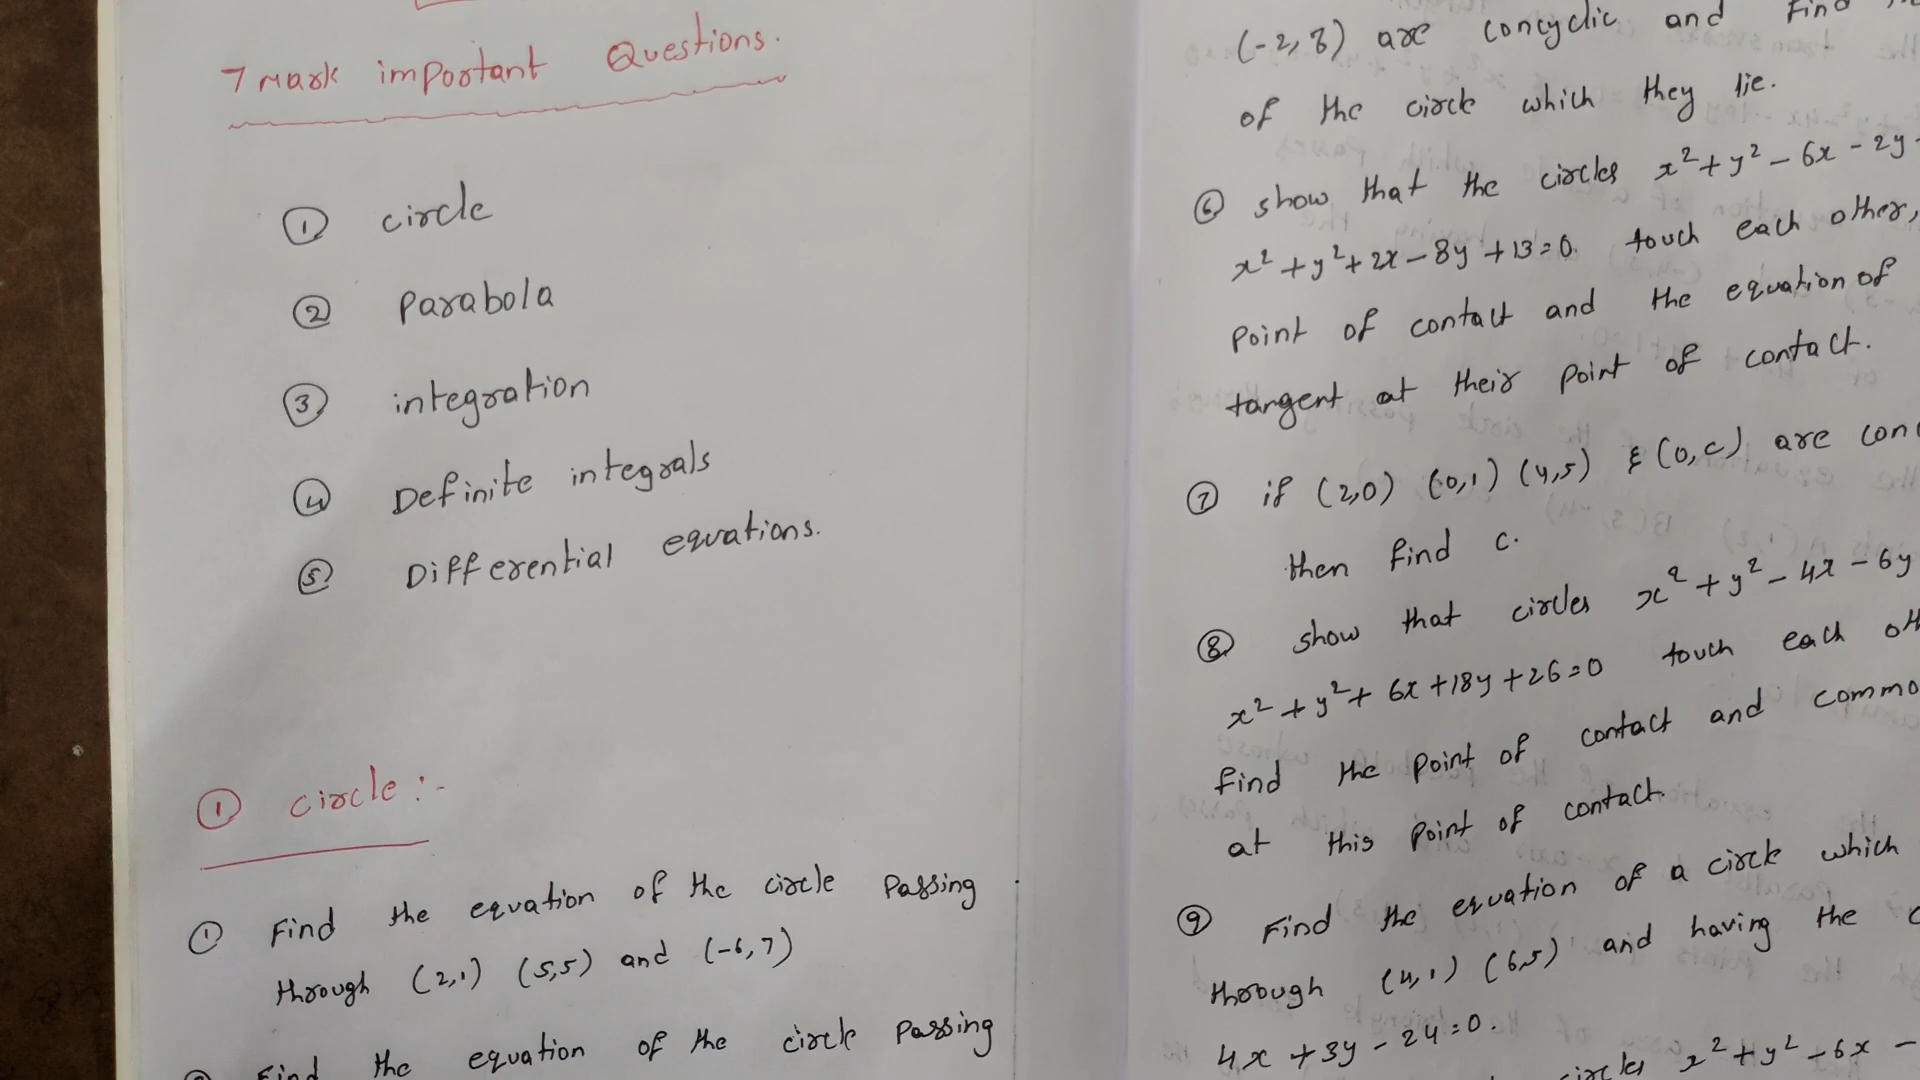 7 mark important Questions.
① circle
② parabola
③ integration
④ Definite integrals
⑤ Differential equations.
① circle :-
① Find the equation of the circle passing
through (2,1) (5,5) and (-6,7)
Find the equation of the circle passing
(-2,3) are concyclic and Find
of the circle which they lie.
⑥ show that the circles x² + y² - 6x - 2y
x² + y² + 2x - 8y + 13 = 0. touch each other,
point of contact and the equation of
tangent at their point of contact.
⑦ if (2,0) (0,1) (4,5) & (0,c) are
then find c.
⑧ show that circles x² + y² - 4x - 6y
x² + y² + 6x + 18y + 26 = 0 touch each
find the point of contact and
at this point of contact.
⑨ Find the equation of a circle which
through (4,1) (6,5) and having the
4x + 3y - 24 = 0.
x² + y² - 6x -